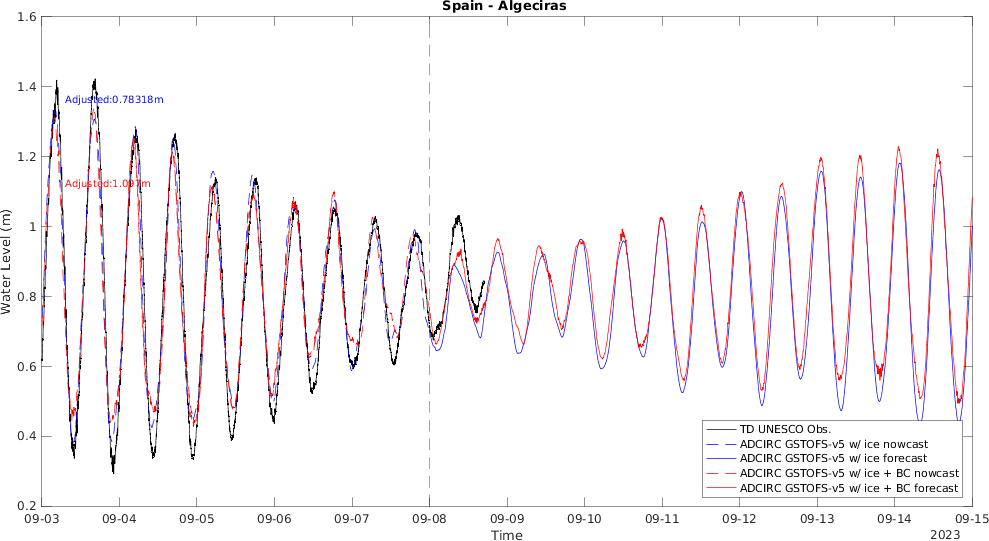 Spain - Algeciras
1.6
1.4
1.2
1
0.8
0.6
0.4
0.2
Water Level (m)
Adjusted:0.78318m
Adjusted:1.097m
TD UNESCO Obs.
ADCIRC GSTOFS-v5 w/ ice nowcast
ADCIRC GSTOFS-v5 w/ ice forecast
ADCIRC GSTOFS-v5 w/ ice + BC nowcast
ADCIRC GSTOFS-v5 w/ ice + BC forecast
09-03 09-04 09-05 09-06 09-07 09-08 09-09 09-10 09-11 09-12 09-13 09-14 09-15
Time
2023